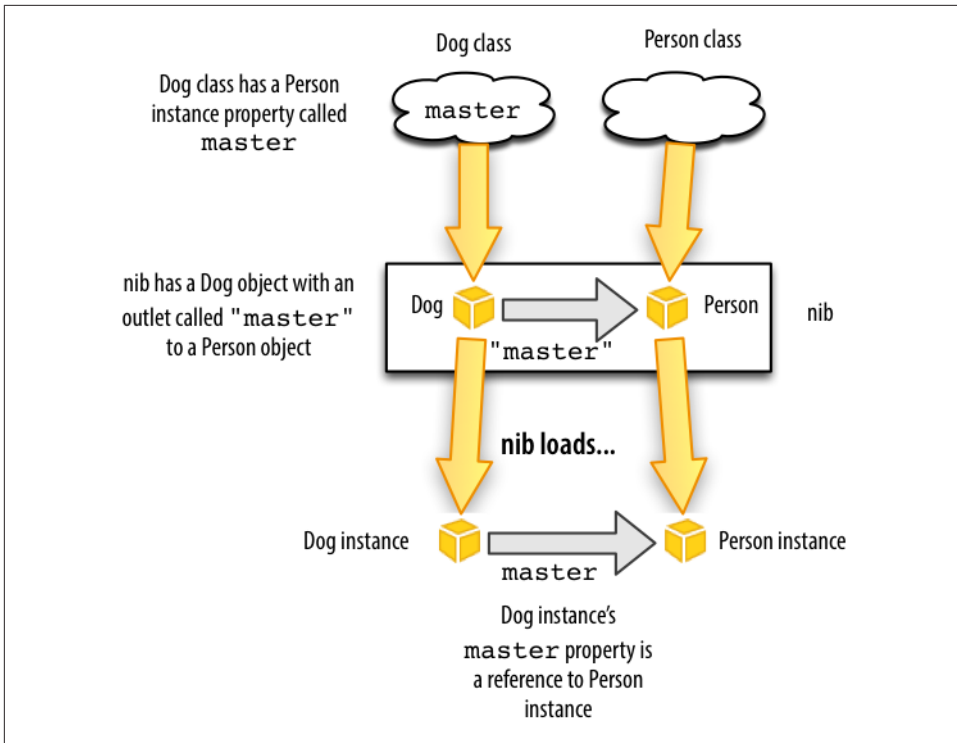 Dog class
Person class
Dog class has a Person
instance property called
master
master
nib has a Dog object with an
outlet called "master"
to a Person object
Dog
Person
"master"
nib
nib loads...
Dog instance
Person instance
master
Dog instance’s
master property is
a reference to Person
instance